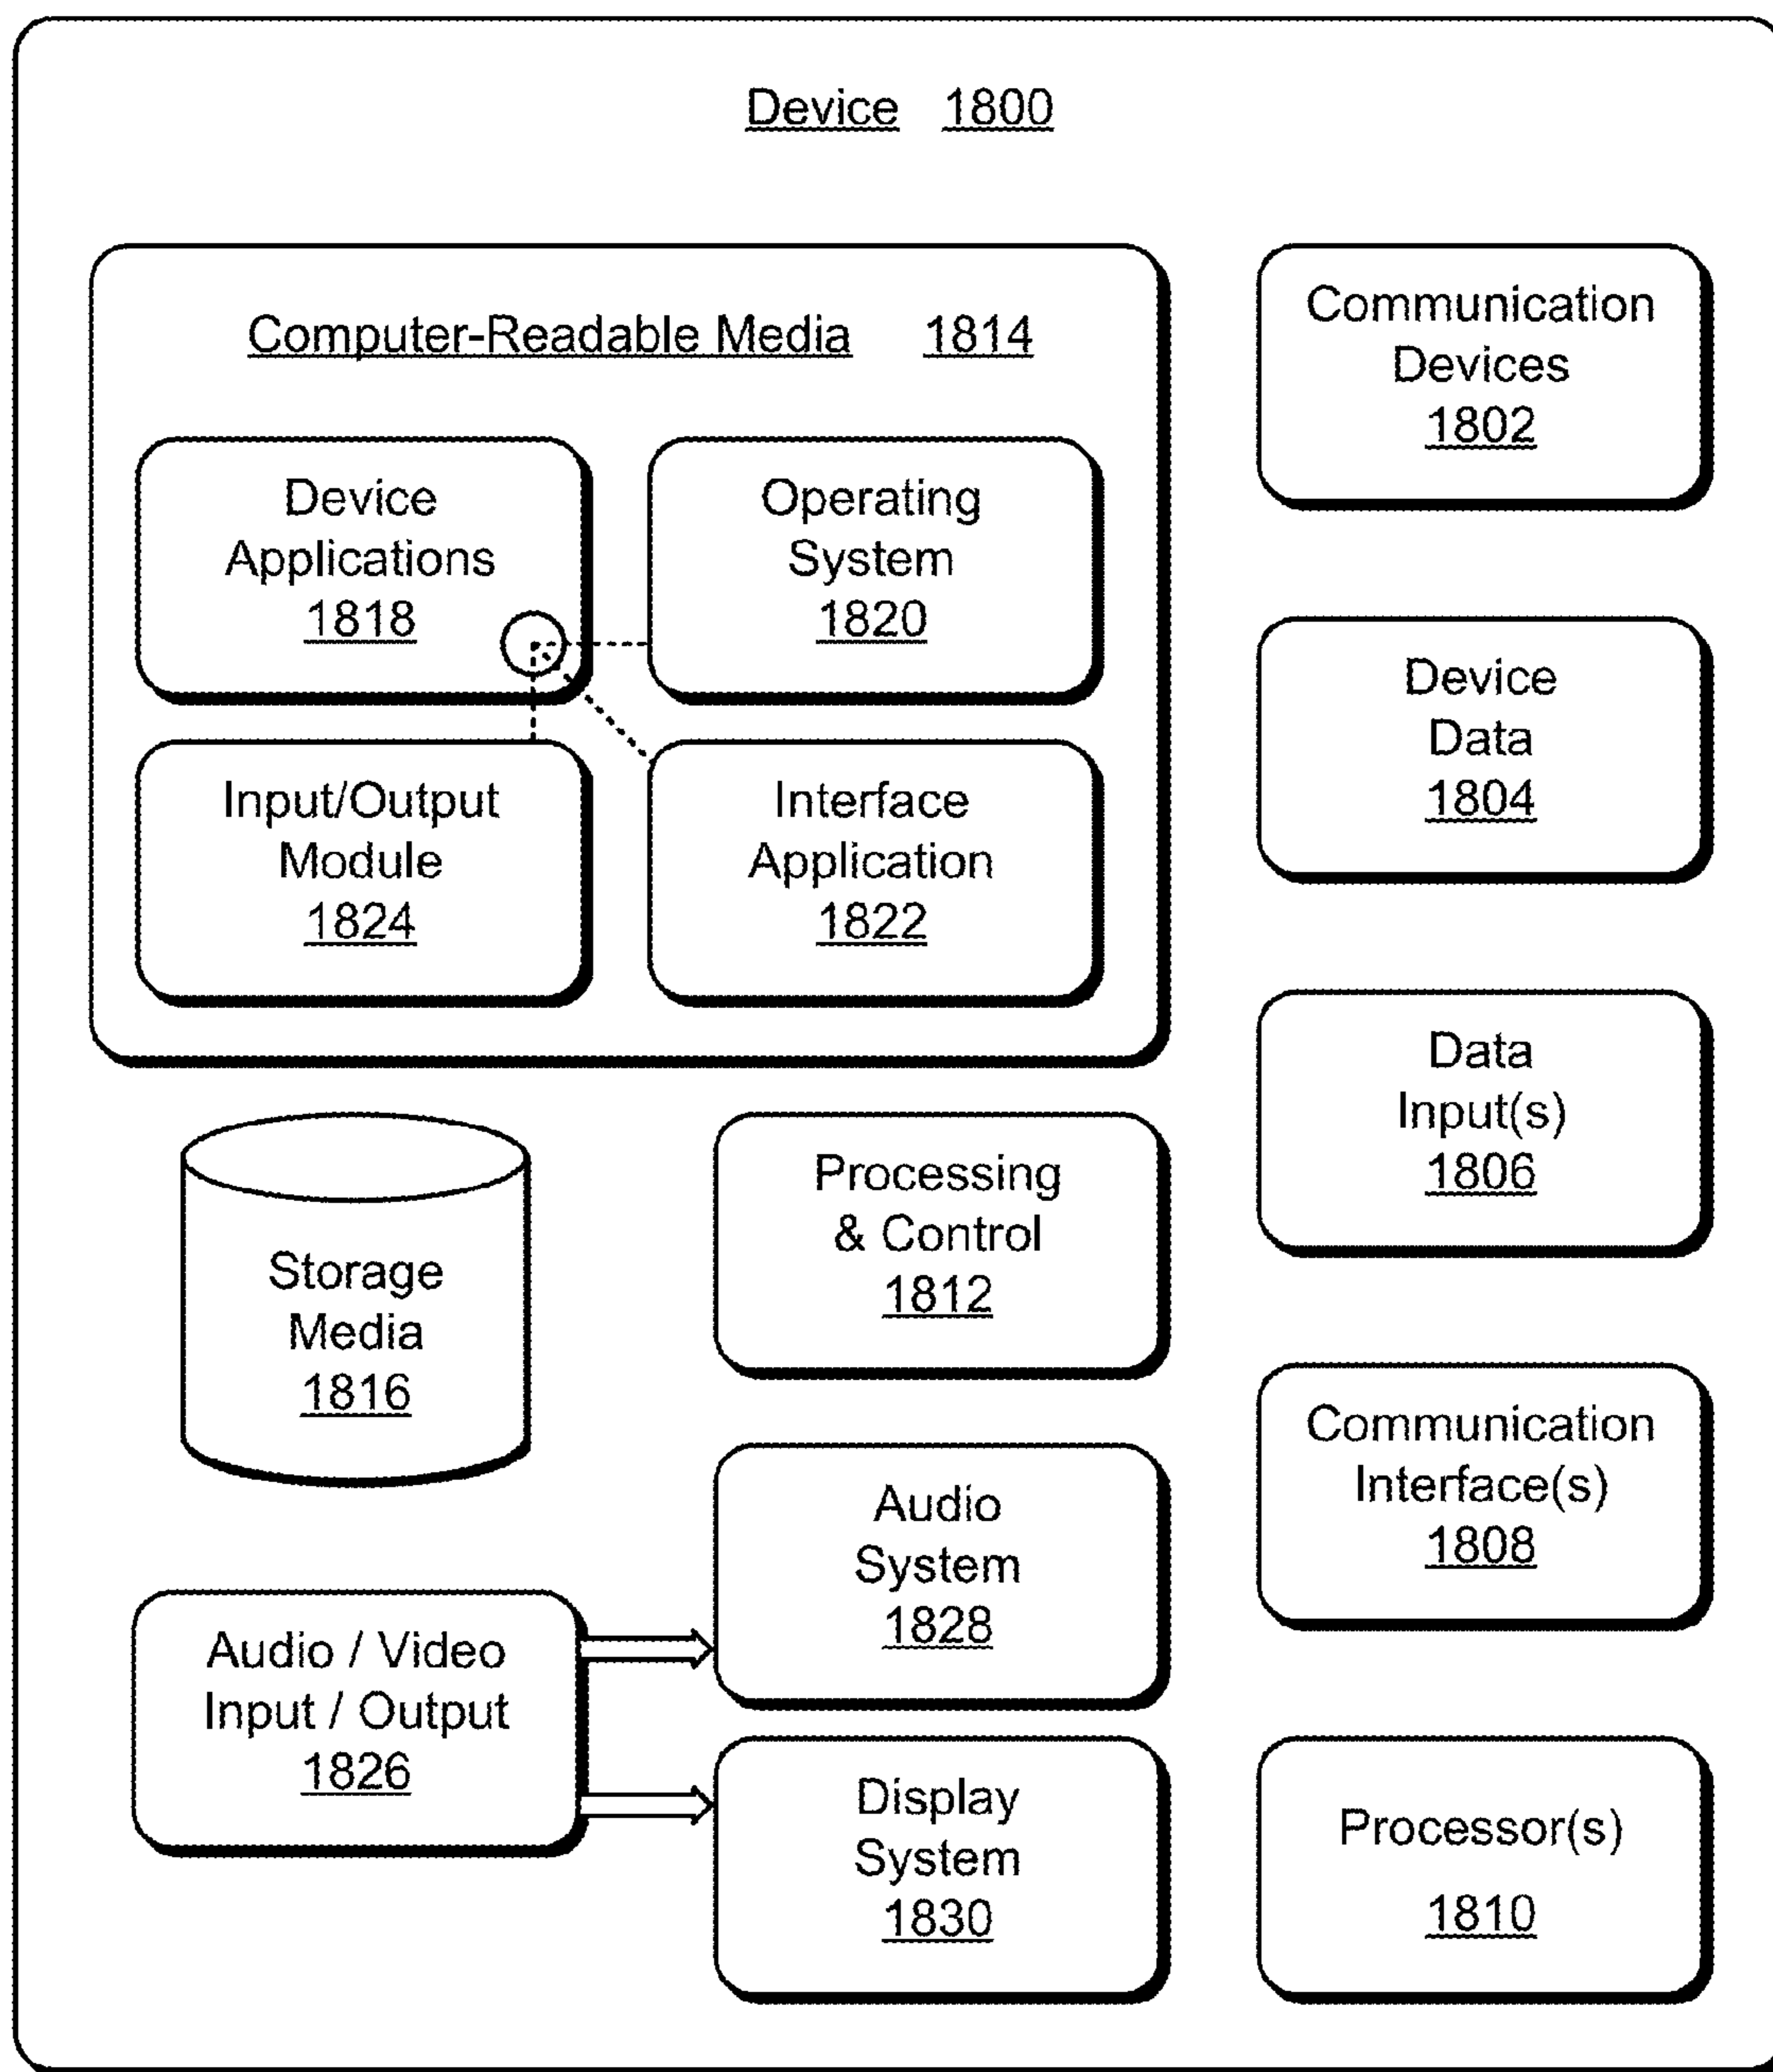 Device 1800
Computer-Readable Media 1814
Device
Applications
1818
Operating
System
1820
Input/Output
Module
1824
Interface
Application
1822
Storage
Media
1816
Processing
& Control
1812
Audio / Video
Input / Output
1826
Audio
System
1828
Display
System
1830
Communication
Devices
1802
Device
Data
1804
Data
Input(s)
1806
Communication
Interface(s)
1808
Processor(s)
1810